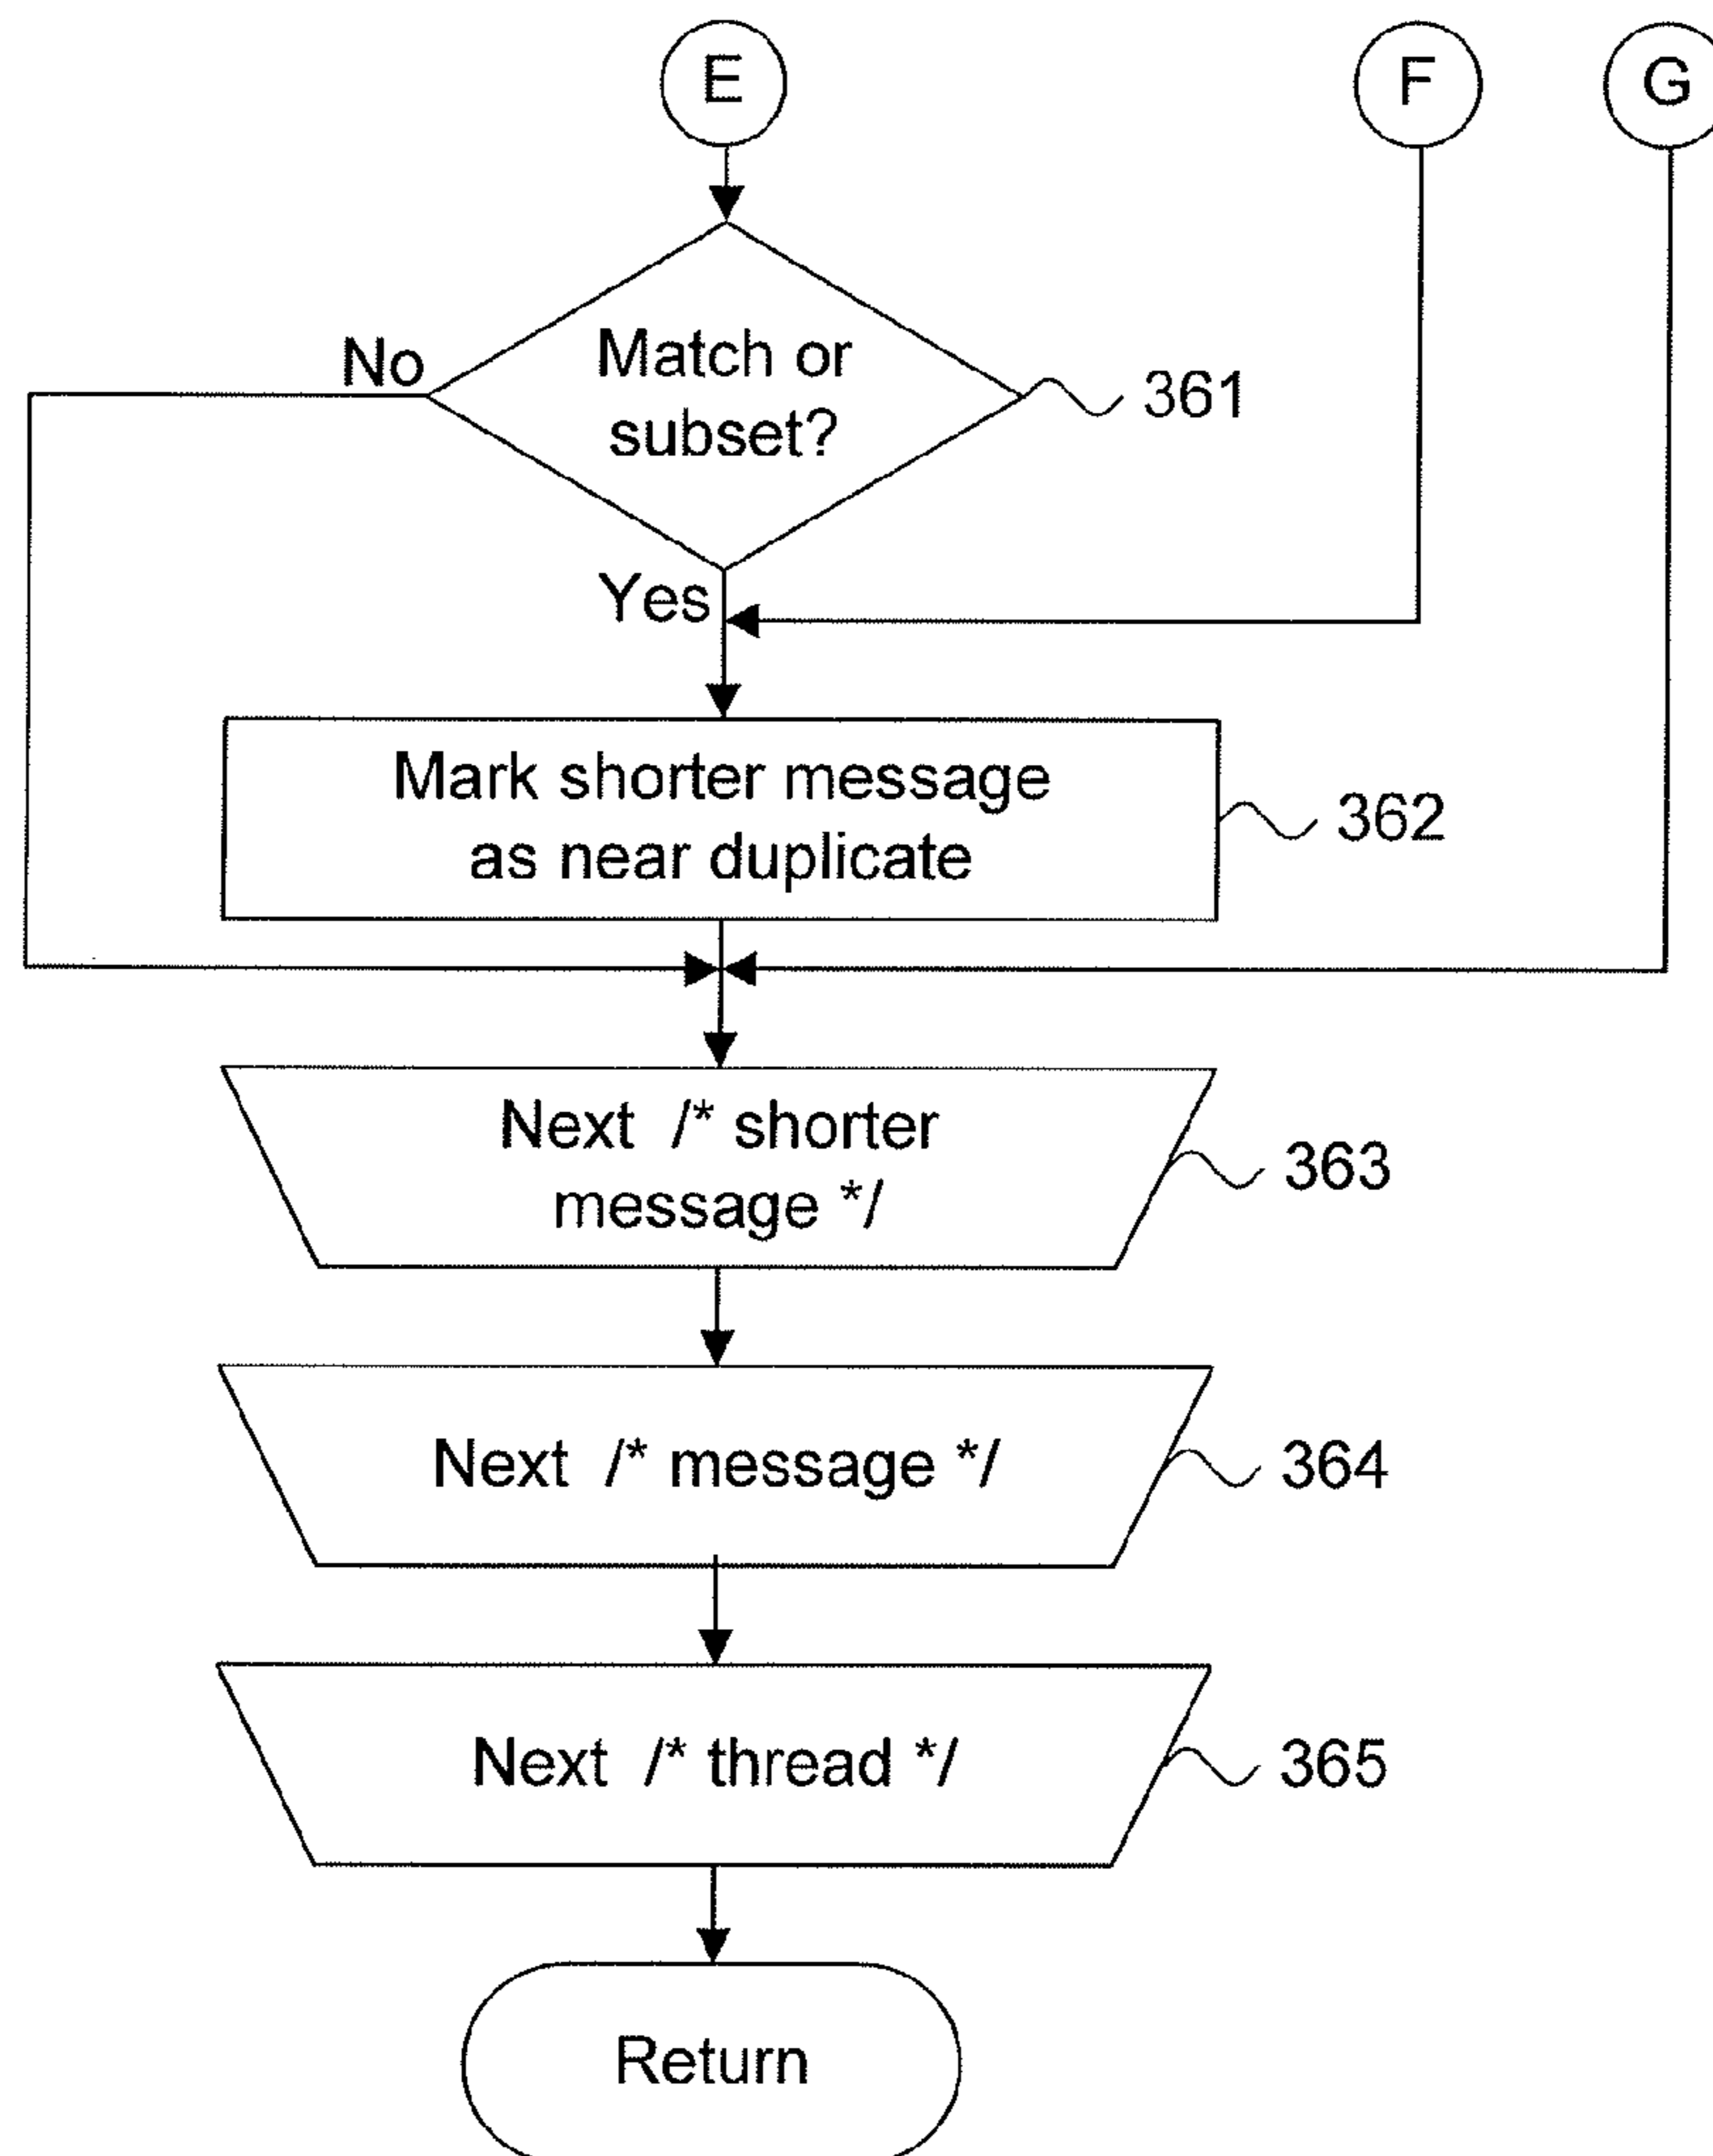 E
F
G
No
Match or
subset?
361
Yes
Mark shorter message
as near duplicate
362
Next /* shorter
message */
363
Next /* message */
364
Next /* thread */
365
Return